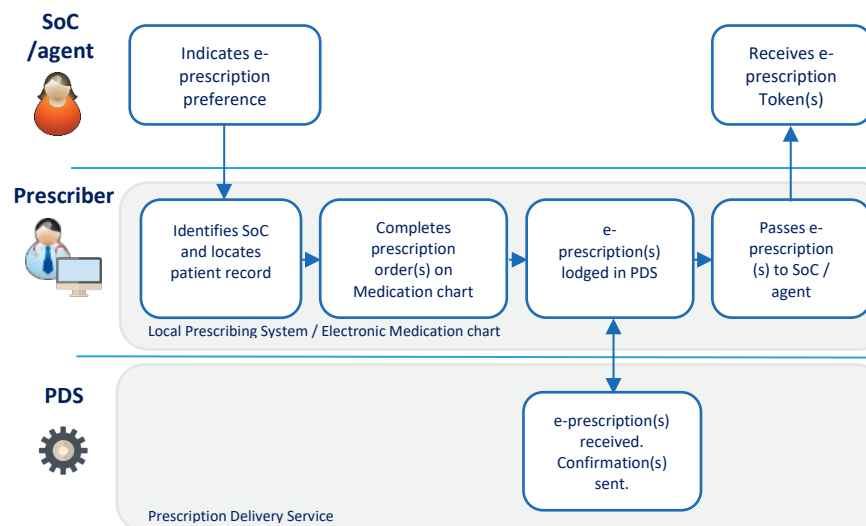 SoC
/agent
Indicates e-
prescription
preference
Receives e-
prescription
Token(s)
Prescriber
Identifies SoC
and locates
patient record
Completes
prescription
order(s) on
Medication chart
e-
prescription(s)
lodged in PDS
Passes e-
prescription
(s) to SoC /
agent
Local Prescribing System / Electronic Medication chart
PDS
e-prescription(s)
received.
Confirmation(s)
sent.
Prescription Delivery Service